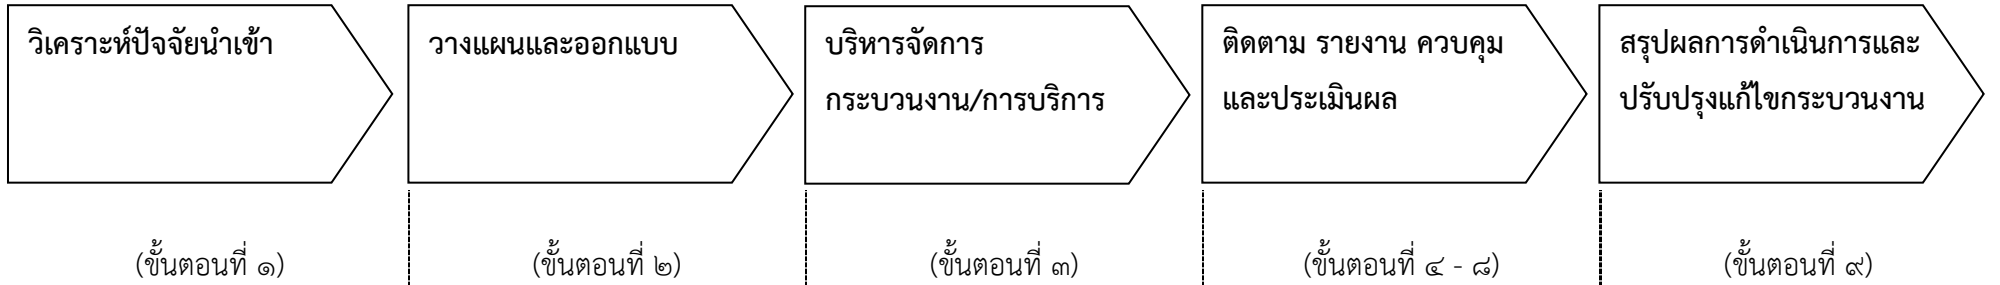 วิเคราะห์ปัจจัยนำเข้า
วางแผนและออกแบบ
บริหารจัดการ
กระบวนงาน/การบริการ
ติดตาม รายงาน ควบคุม
และประเมินผล
สรุปผลการดำเนินการและ
ปรับปรุงแก้ไขกระบวนงาน
(ขั้นตอนที่ ๑)
(ขั้นตอนที่ ๒)
(ขั้นตอนที่ ๓)
(ขั้นตอนที่ ๔ - ๘)
(ขั้นตอนที่ ๙)